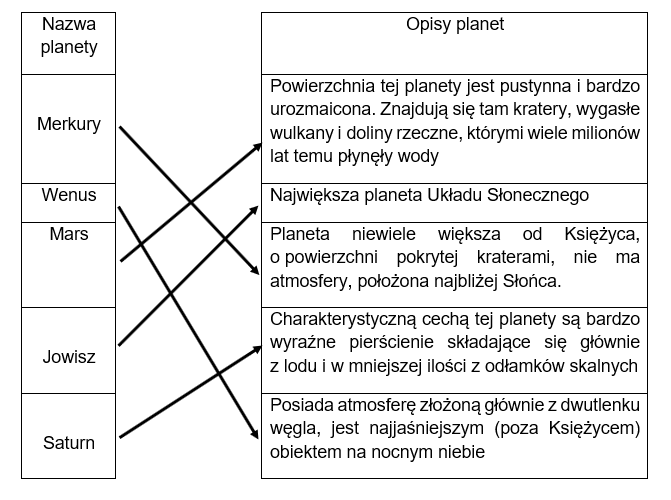 Nazwa
planety
Opisy planet
Merkury
Powierzchnia tej planety jest pustynna i bardzo
urozmaicona. Znajdują się tam kratery, wygasłe
wulkany i doliny rzeczne, którymi wiele milionów
lat temu płynęły wody
Wenus
Największa planeta Układu Słonecznego
Mars
Planeta niewiele większa od Księżyca,
o powierzchni pokrytej kraterami, nie ma
atmosfery, położona najbliżej Słońca.
Jowisz
Charakterystyczną cechą tej planety są bardzo
wyraźne pierścienie składające się głównie
z lodu i w mniejszej ilości z odłamków skalnych
Saturn
Posiada atmosferę złożoną głównie z dwutlenku
węgla, jest najjaśniejszym (poza Księżycem)
obiektem na nocnym niebie